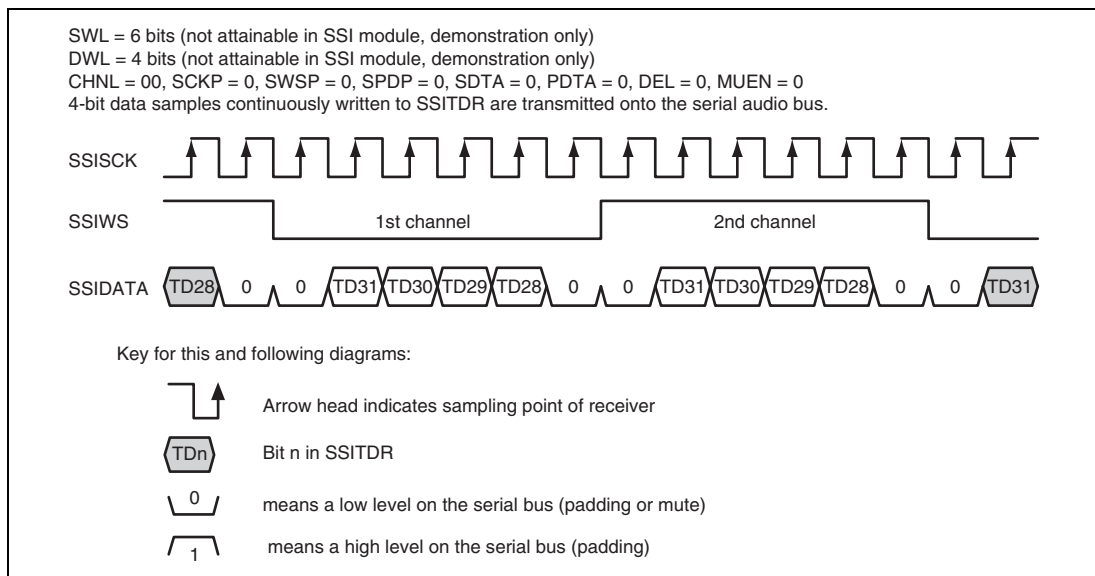 SWL = 6 bits (not attainable in SSI module, demonstration only)
DWL = 4 bits (not attainable in SSI module, demonstration only)
CHNL = 00, SCKP = 0, SWSP = 0, SPDP = 0, SDTA = 0, PDTA = 0, DEL = 0, MUEN = 0
4-bit data samples continuously written to SSITDR are transmitted onto the serial audio bus.
SSISCK
SSIWS 1st channel 2nd channel
SSIDATA TD28 0 0 TD31 TD30 TD29 TD28 0 0 TD31 TD30 TD29 TD28 0 0 TD31
Key for this and following diagrams:
Arrow head indicates sampling point of receiver
TDn Bit n in SSITDR
0 means a low level on the serial bus (padding or mute)
1 means a high level on the serial bus (padding)